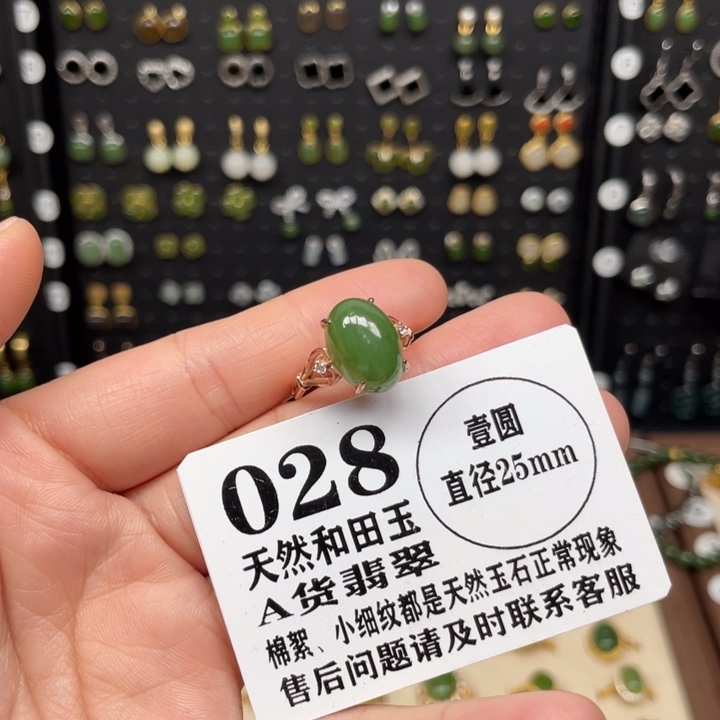 028
壹圆
直径25mm
天然和田玉
A货翡翠
棉絮、小细纹都是天然玉石正常现象
售后问题请及时联系客服